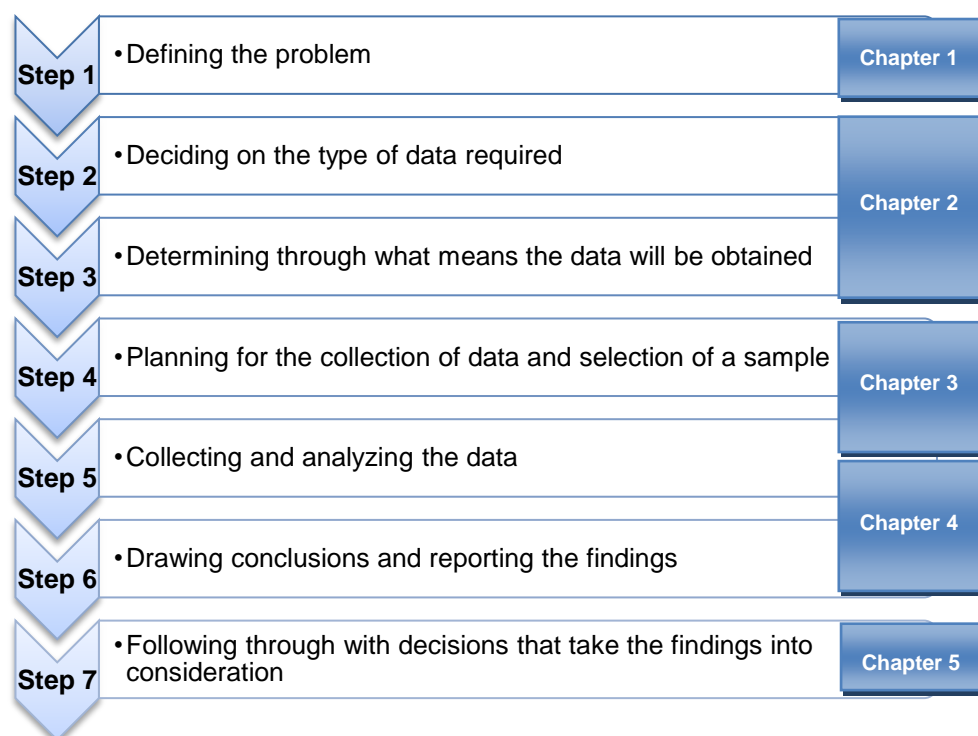 Step 1
•Defining the problem
Chapter 1
Step 2
•Deciding on the type of data required
Chapter 2
Step 3
•Determining through what means the data will be obtained
Step 4
•Planning for the collection of data and selection of a sample
Chapter 3
Step 5
•Collecting and analyzing the data
Chapter 4
Step 6
•Drawing conclusions and reporting the findings
Step 7
•Following through with decisions that take the findings into
consideration
Chapter 5